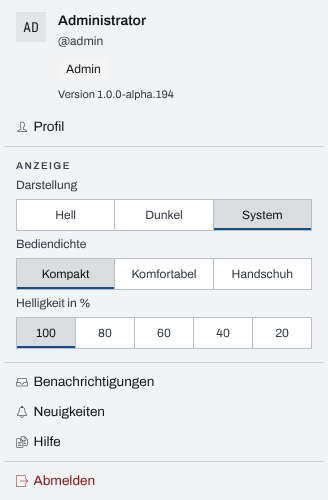 AD
Administrator
@admin
Admin
Version 1.0.0-alpha.194
Profil
ANZEIGE
Darstellung
Hell Dunkel System
Bediendichte
Kompakt Komfortabel Handschuh
Helligkeit in %
100 80 60 40 20
Benachrichtigungen
Neuigkeiten
Hilfe
Abmelden